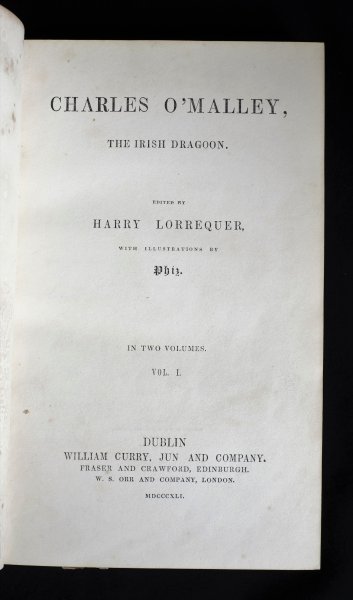 CHARLES O'MALLEY,
THE IRISH DRAGOON.
EDITED BY
HARRY LORREQUER,
WITH ILLUSTRATIONS BY
Phiz.
IN TWO VOLUMES.
VOL. I.
DUBLIN
WILLIAM CURRY, JUN AND COMPANY.
FRASER AND CRAWFORD, EDINBURGH.
W. S. ORR AND COMPANY, LONDON.
MDCCCXLI.